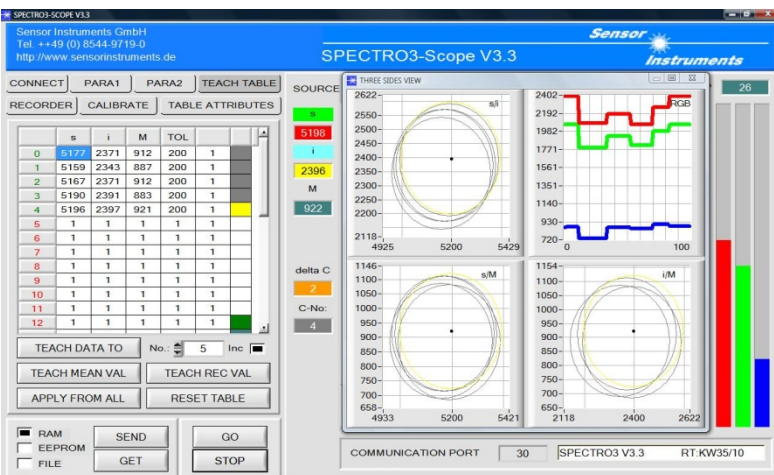 SPECTRO3-SCOPE V3.3
Sensor Instruments GmbH
Tel. ++49 (0) 8544-9719-0
http://www.sensorinstruments.de
SPECTRO3-Scope V3.3
Sensor
Instruments
CONNECT PARA1 PARA2 TEACH TABLE
RECORDER CALIBRATE TABLE ATTRIBUTES
s i M TOL
0 5177 2371 912 200 1
1 5159 2343 887 200 1
2 5167 2371 912 200 1
3 5190 2391 883 200 1
4 5196 2397 921 200 1
5 1 1 1 1 1
6 1 1 1 1 1
7 1 1 1 1 1
8 1 1 1 1 1
9 1 1 1 1 1
10 1 1 1 1 1
11 1 1 1 1 1
12 1 1 1 1 1
TEACH DATA TO No.: 5 Inc
TEACH MEAN VAL TEACH REC VAL
APPLY FROM ALL RESET TABLE
RAM
EEPROM
FILE
SEND GO
GET STOP
SOURCE
s
5198
i
2396
M
922
delta C
2
C-No:
4
THREE SIDES VIEW
s/i
2622
2550
2500
2450
2400
2350
2300
2250
2200
2118
4925 5200 5429
RGB
2402
2192
1982
1771
1561
1351
1140
930
720
0 100
s/M
1146
1100
1050
1000
950
900
850
800
750
700
658
4933 5200 5421
i/M
1154
1100
1050
1000
950
900
850
800
750
700
650
2118 2400 2622
26
COMMUNICATION PORT 30 SPECTRO3 V3.3 RT:KW35/10